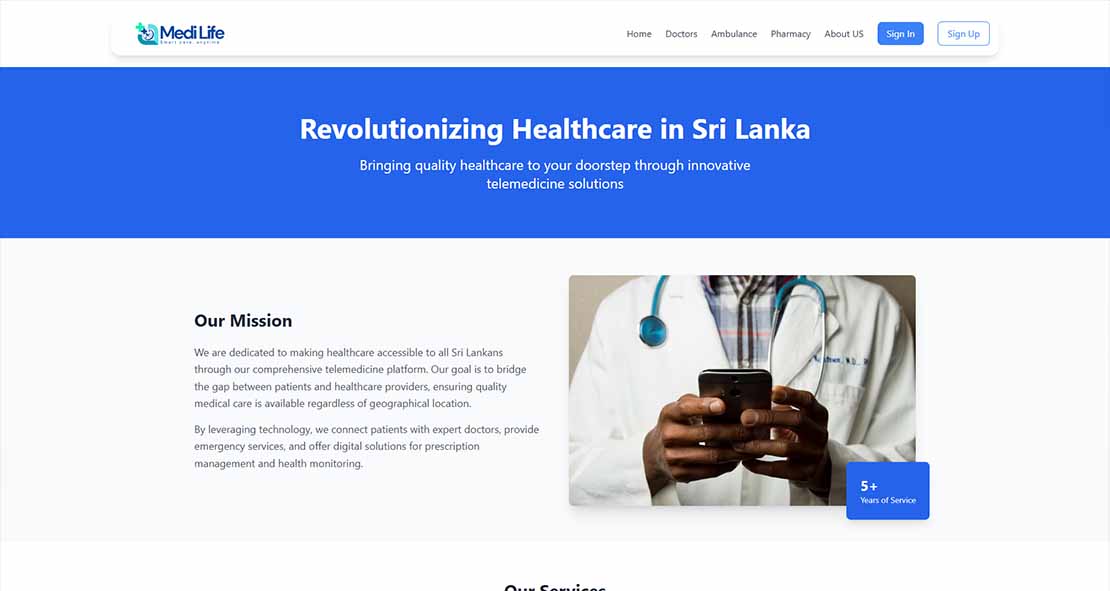 Medi Life
Smart care, anytime
Home Doctors Ambulance Pharmacy About US Sign In Sign Up
Revolutionizing Healthcare in Sri Lanka
Bringing quality healthcare to your doorstep through innovative
telemedicine solutions
Our Mission
We are dedicated to making healthcare accessible to all Sri Lankans
through our comprehensive telemedicine platform. Our goal is to bridge
the gap between patients and healthcare providers, ensuring quality
medical care is available regardless of geographical location.
By leveraging technology, we connect patients with expert doctors, provide
emergency services, and offer digital solutions for prescription
management and health monitoring.
5+
Years of Service
Our Services